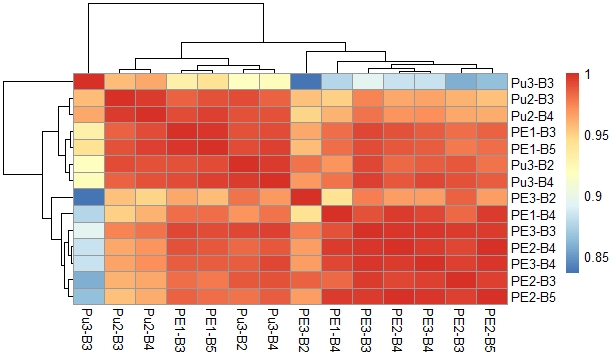 Pu3-B3
Pu2-B3
Pu2-B4
PE1-B3
PE1-B5
Pu3-B2
Pu3-B4
PE3-B2
PE1-B4
PE3-B3
PE2-B4
PE3-B4
PE2-B3
PE2-B5
1
0.95
0.9
0.85
Pu3-B3
Pu2-B3
Pu2-B4
PE1-B3
PE1-B5
Pu3-B2
Pu3-B4
PE3-B2
PE1-B4
PE3-B3
PE2-B4
PE3-B4
PE2-B3
PE2-B5